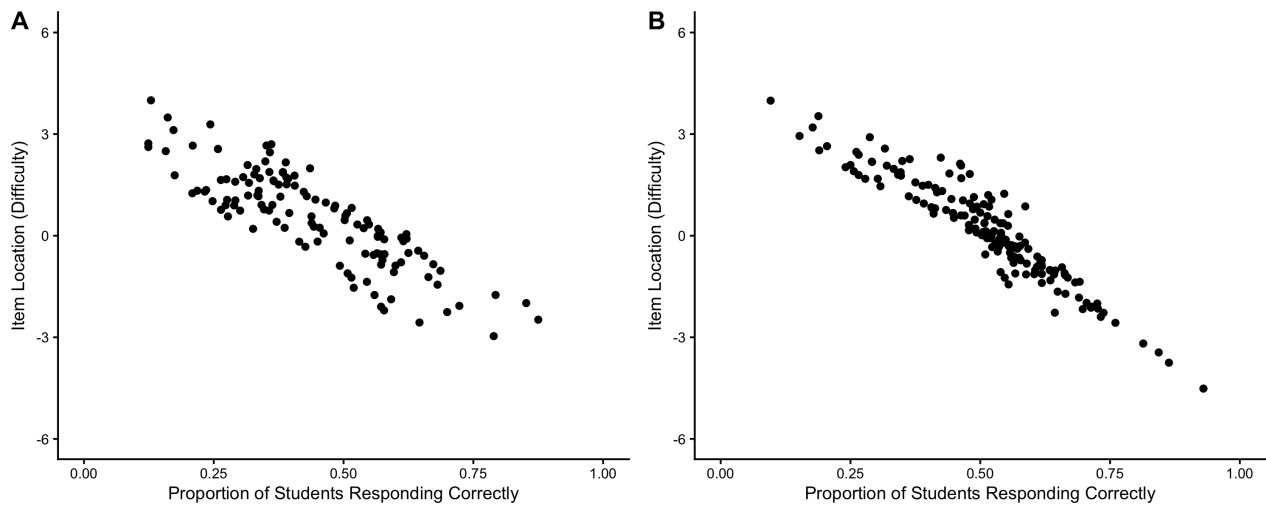 A
6
3
0
-3
-6
Item Location (Difficulty)
0.00 0.25 0.50 0.75 1.00
Proportion of Students Responding Correctly
B
6
3
0
-3
-6
Item Location (Difficulty)
0.00 0.25 0.50 0.75 1.00
Proportion of Students Responding Correctly